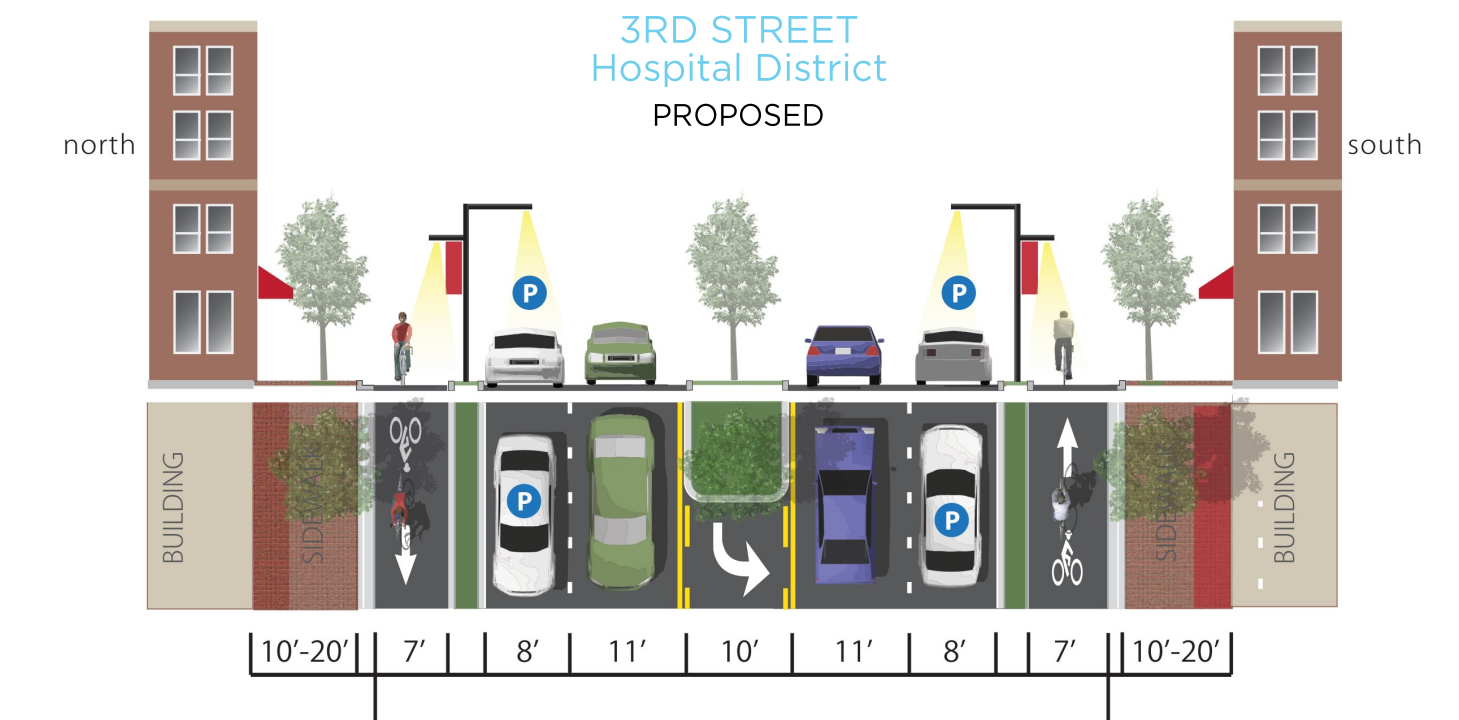 3RD STREET
Hospital District
PROPOSED
north
south
P
P
BUILDING
SIDEWALK
P
P
SIDEWALK
BUILDING
10'-20'
7'
8'
11'
10'
11'
8'
7'
10'-20'